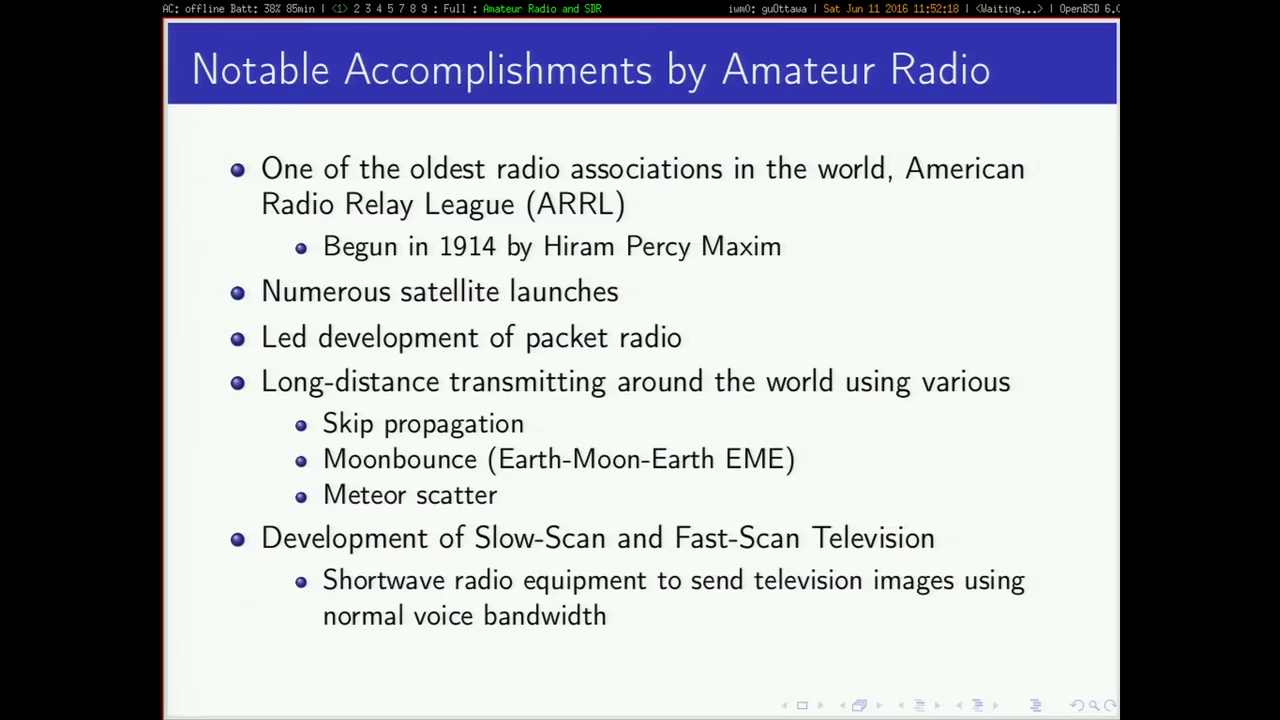 AC: offline Batt: 38% 85min | <1> 2 3 4 5 7 8 9 : Full : Amateur Radio and SDR
iwm0: guOttawa | Sat Jun 11 2016 11:52:18 | <Waiting...> | OpenBSD 6.0
Notable Accomplishments by Amateur Radio
One of the oldest radio associations in the world, American
Radio Relay League (ARRL)
Begun in 1914 by Hiram Percy Maxim
Numerous satellite launches
Led development of packet radio
Long-distance transmitting around the world using various
Skip propagation
Moonbounce (Earth-Moon-Earth EME)
Meteor scatter
Development of Slow-Scan and Fast-Scan Television
Shortwave radio equipment to send television images using
normal voice bandwidth